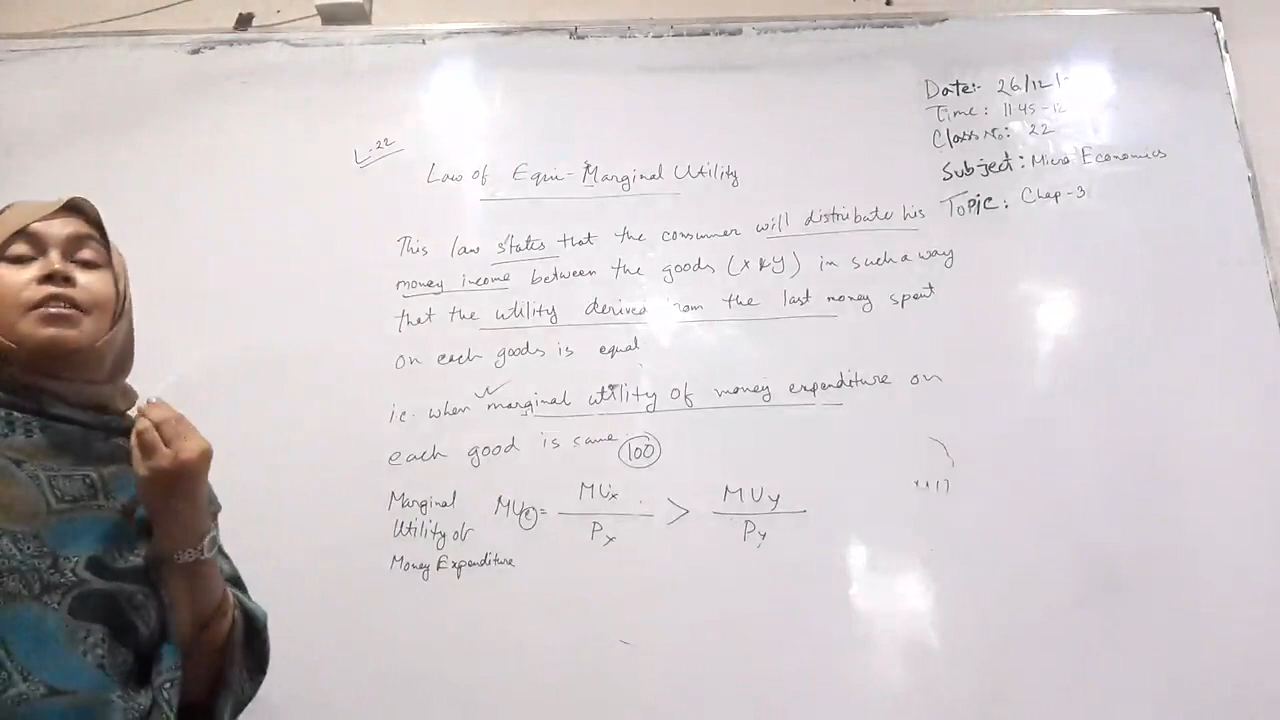 Date:- 26/12/
Time: 11.45-12
Class No: 22
Subject: Micro Economics
Topic: Chap-3
L-22
Law of Equi-Marginal Utility
This law states that the consumer will distribute his
money income between the goods (X & Y) in such a way
that the utility derived from the last money spent
on each goods is equal
i.e. when marginal utility of money expenditure on
each good is same 100
Marginal Utility of Money Expenditure MUe = MUx / Px > MUy / Py